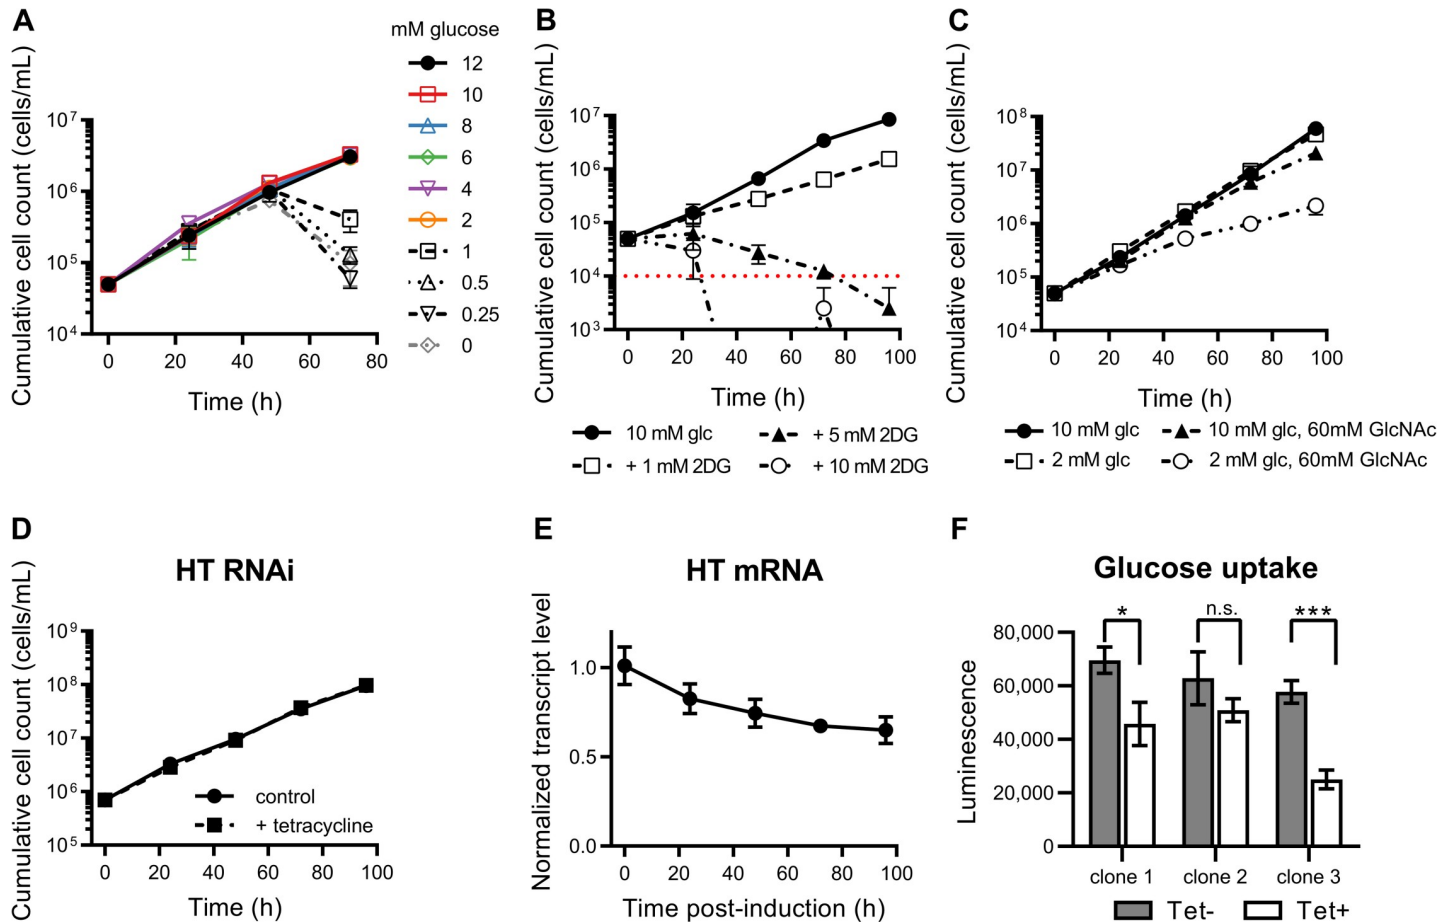 A
Cumulative cell count (cells/mL)
10⁷
10⁶
10⁵
10⁴
0
20
40
60
80
Time (h)
mM glucose
12
10
8
6
4
2
1
0.5
0.25
0
B
Cumulative cell count (cells/mL)
10⁷
10⁶
10⁵
10⁴
10³
0
20
40
60
80
100
Time (h)
10 mM glc
+ 5 mM 2DG
+ 1 mM 2DG
+ 10 mM 2DG
C
Cumulative cell count (cells/mL)
10⁸
10⁷
10⁶
10⁵
10⁴
0
20
40
60
80
100
Time (h)
10 mM glc
10 mM glc, 60mM GlcNAc
2 mM glc
2 mM glc, 60mM GlcNAc
D
HT RNAi
Cumulative cell count (cells/mL)
10⁹
10⁸
10⁷
10⁶
10⁵
control
+ tetracycline
0
20
40
60
80
100
Time (h)
E
HT mRNA
Normalized transcript level
1.0
0.5
0.0
0
20
40
60
80
100
Time post-induction (h)
F
Glucose uptake
*
n.s.
***
Luminescence
80,000
60,000
40,000
20,000
0
clone 1
clone 2
clone 3
Tet-
Tet+